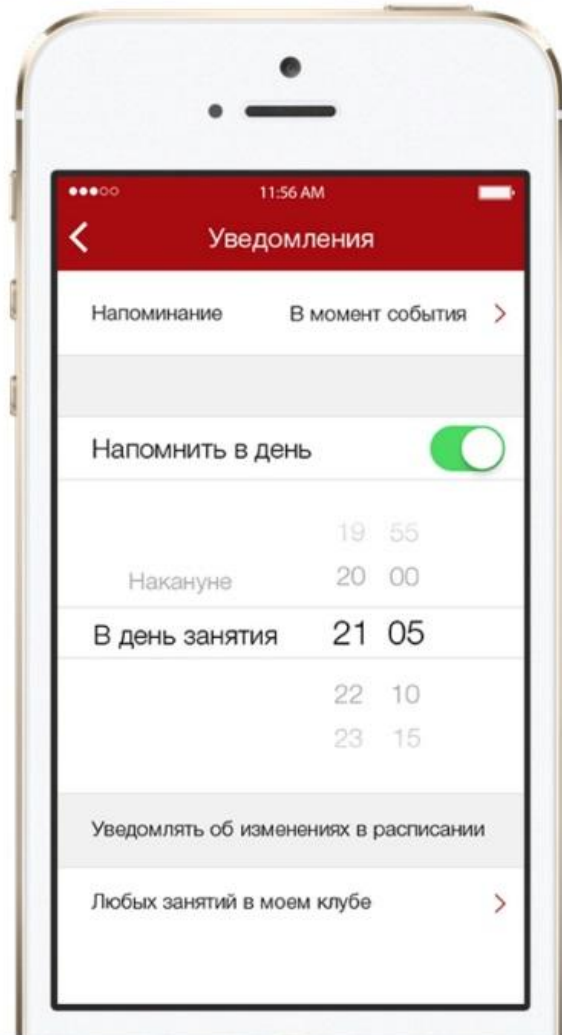 11:56 AM
Уведомления
Напоминание В момент события
Напомнить в день
19 55
Накануне 20 00
В день занятия 21 05
22 10
23 15
Уведомлять об изменениях в расписании
Любых занятий в моем клубе